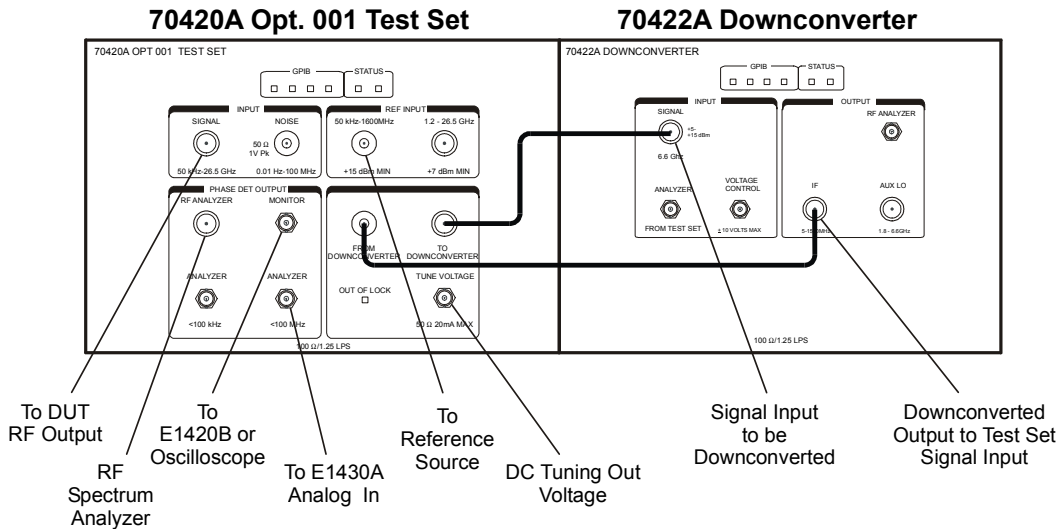 70420A Opt. 001 Test Set
70422A Downconverter
70420A OPT 001 TEST SET
GPIB
STATUS
INPUT
SIGNAL
NOISE
50 Ω
1V Pk
50 kHz-26.5 GHz
0.01 Hz-100 MHz
REF INPUT
50 kHz-1600MHz
1.2 - 26.5 GHz
+15 dBm MIN
+7 dBm MIN
PHASE DET OUTPUT
RF ANALYZER
MONITOR
ANALYZER
ANALYZER
<100 kHz
<100 MHz
FROM
DOWNCONVERTER
TO
DOWNCONVERTER
OUT OF LOCK
TUNE VOLTAGE
50 Ω 20mA MAX
100 Ω/1.25 LPS
70422A DOWNCONVERTER
GPIB
STATUS
INPUT
SIGNAL
+5-
+15 dBm
6.6 Ghz
ANALYZER
VOLTAGE
CONTROL
FROM TEST SET
± 10 VOLTS MAX
OUTPUT
RF ANALYZER
IF
AUX LO
1.8 - 6.6GHz
100 Ω/1.25 LPS
To DUT
RF Output
RF
Spectrum
Analyzer
To
E1420B or
Oscilloscope
To E1430A
Analog In
To
Reference
Source
DC Tuning Out
Voltage
Signal Input
to be
Downconverted
Downconverted
Output to Test Set
Signal Input